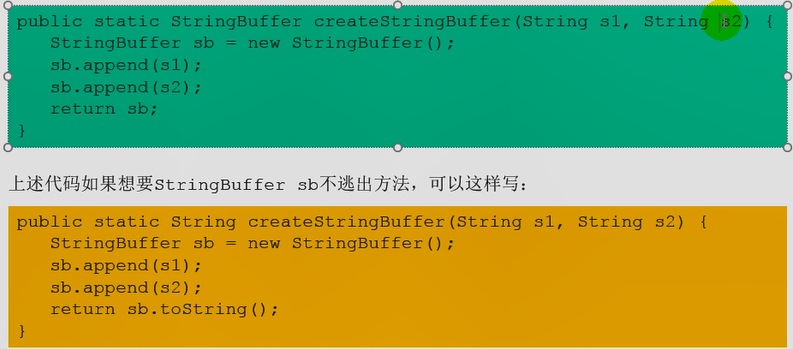 public static StringBuffer createStringBuffer(String s1, String s2) {
StringBuffer sb = new StringBuffer();
sb.append(s1);
sb.append(s2);
return sb;
}
上述代码如果想要StringBuffer sb不逃出方法，可以这样写：
public static String createStringBuffer(String s1, String s2) {
StringBuffer sb = new StringBuffer();
sb.append(s1);
sb.append(s2);
return sb.toString();
}